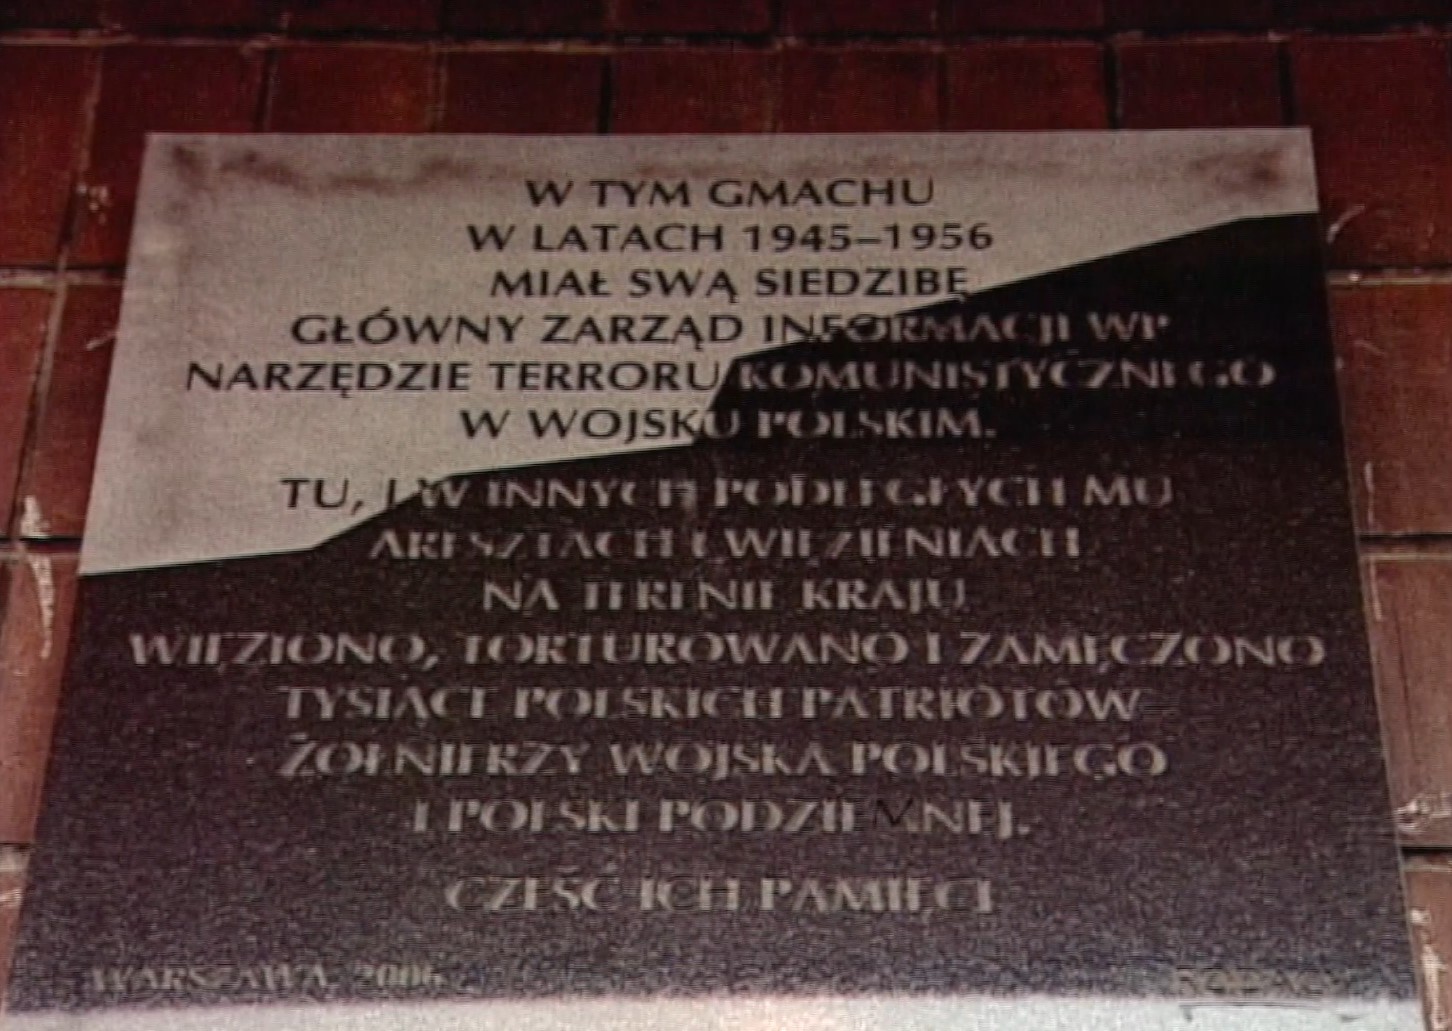 W TYM GMACHU
W LATACH 1945–1956
MIAŁ SWĄ SIEDZIBĘ
GŁÓWNY ZARZĄD INFORMACJI WP
NARZĘDZIE TERRORU KOMUNISTYCZNEGO
W WOJSKU POLSKIM.
TU, I W INNYCH PODLEGŁYCH MU
ARESZTACH I WIĘZIENIACH
NA TERENIE KRAJU
WIĘZIONO, TORTUROWANO I ZAMĘCZONO
TYSIĄCE POLSKICH PATRIOTÓW
ŻOŁNIERZY WOJSKA POLSKIEGO
I POLSKI PODZIEMNEJ.
CZEŚĆ ICH PAMIĘCI
WARSZAWA 2006
RODACY